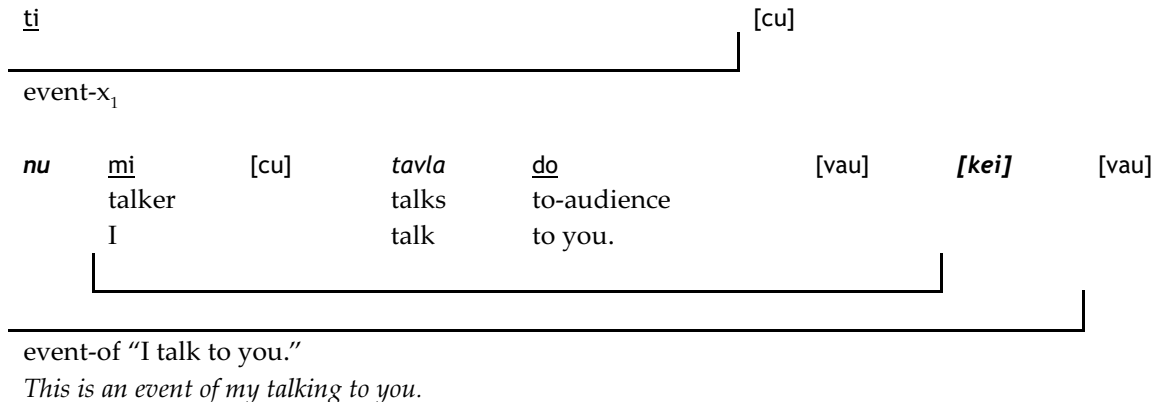 ti [cu]
event-x₁
nu mi [cu] tavla do [vau] [kei] [vau]
talker talks to-audience
I talk to you.
event-of “I talk to you.”
This is an event of my talking to you.